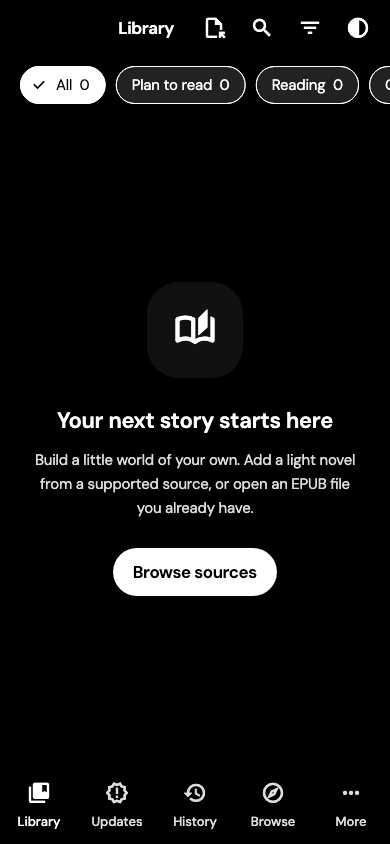 Library
All 0
Plan to read 0
Reading 0
Your next story starts here
Build a little world of your own. Add a light novel
from a supported source, or open an EPUB file
you already have.
Browse sources
Library
Updates
History
Browse
More